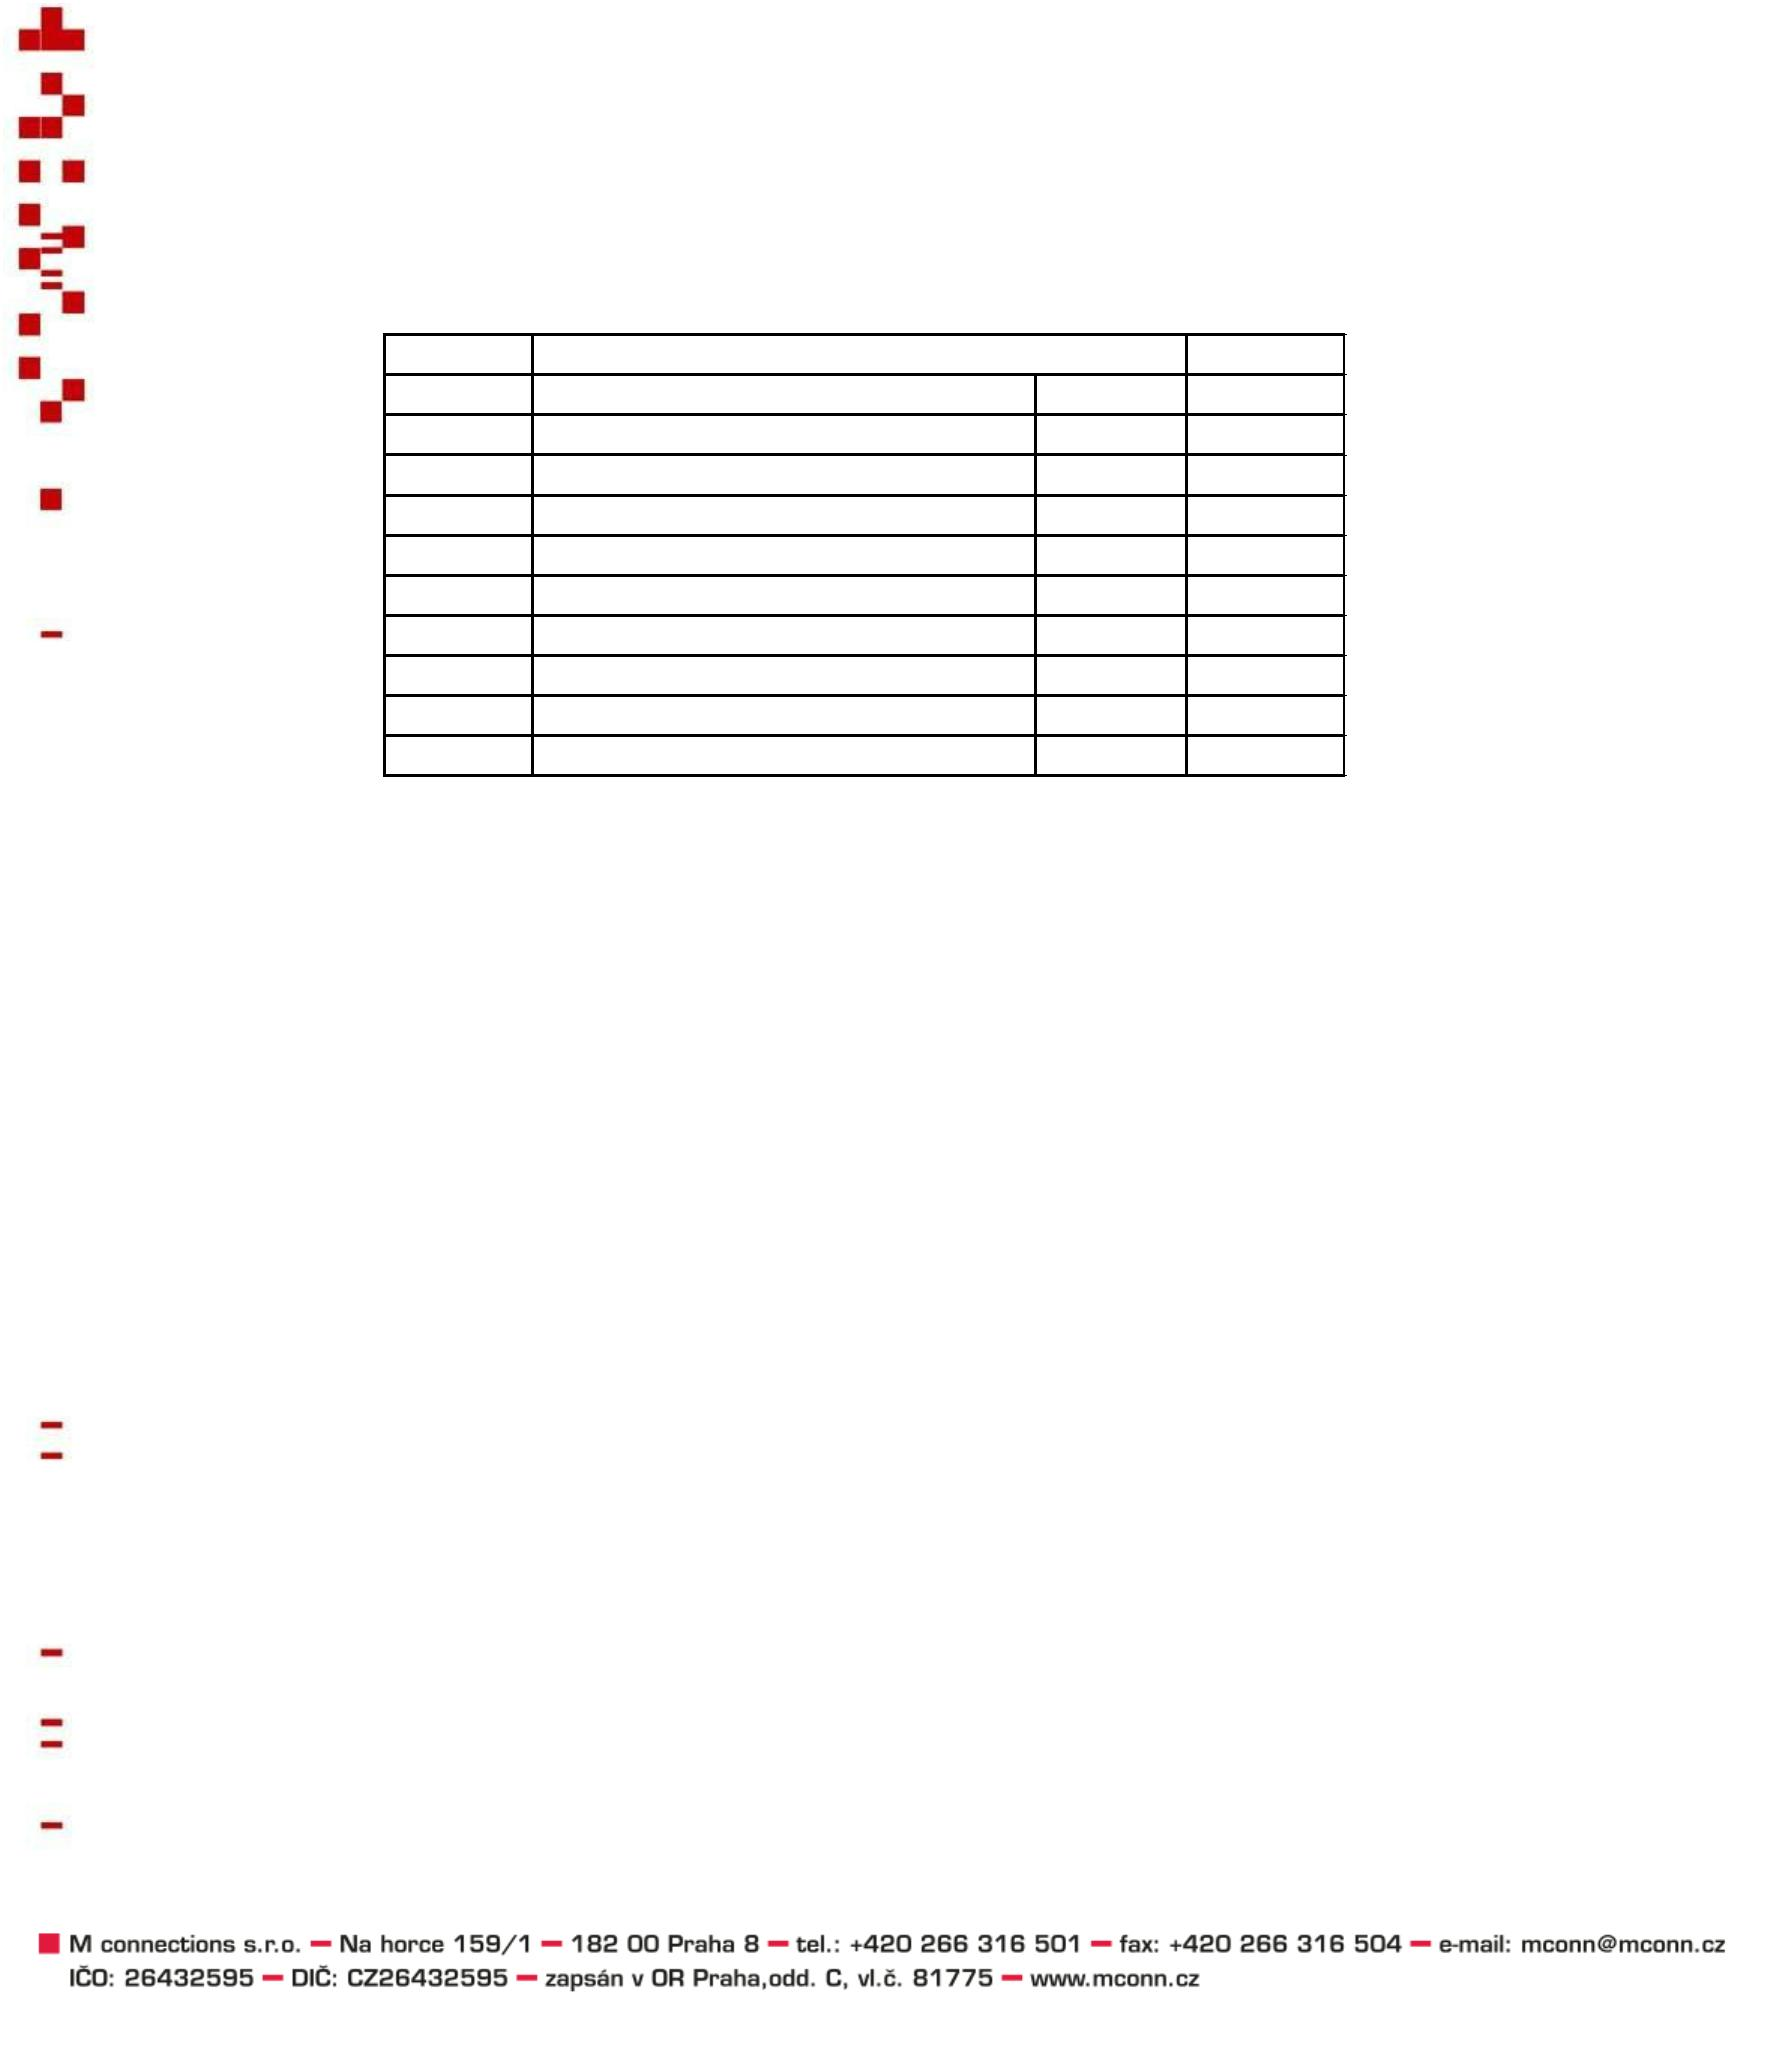 M connections s.r.o. — Na horce 159/1 — 182 00 Praha 8 — tel.: +420 266 316 501 — fax: +420 266 316 504 — e-mail: mconn@mconn.cz
IČO: 26432595 — DIČ: CZ26432595 — zapsán v OR Praha,odd. C, vl.č. 81775 — www.mconn.cz